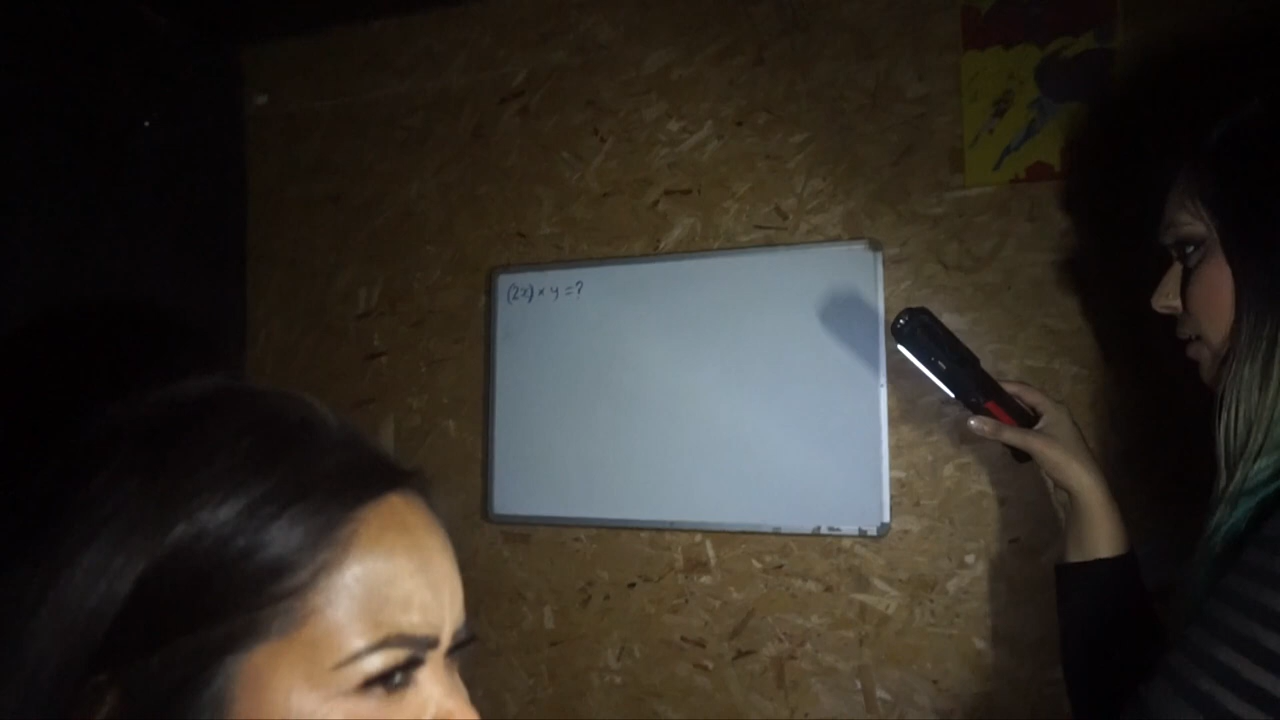 (2x) × y = ?